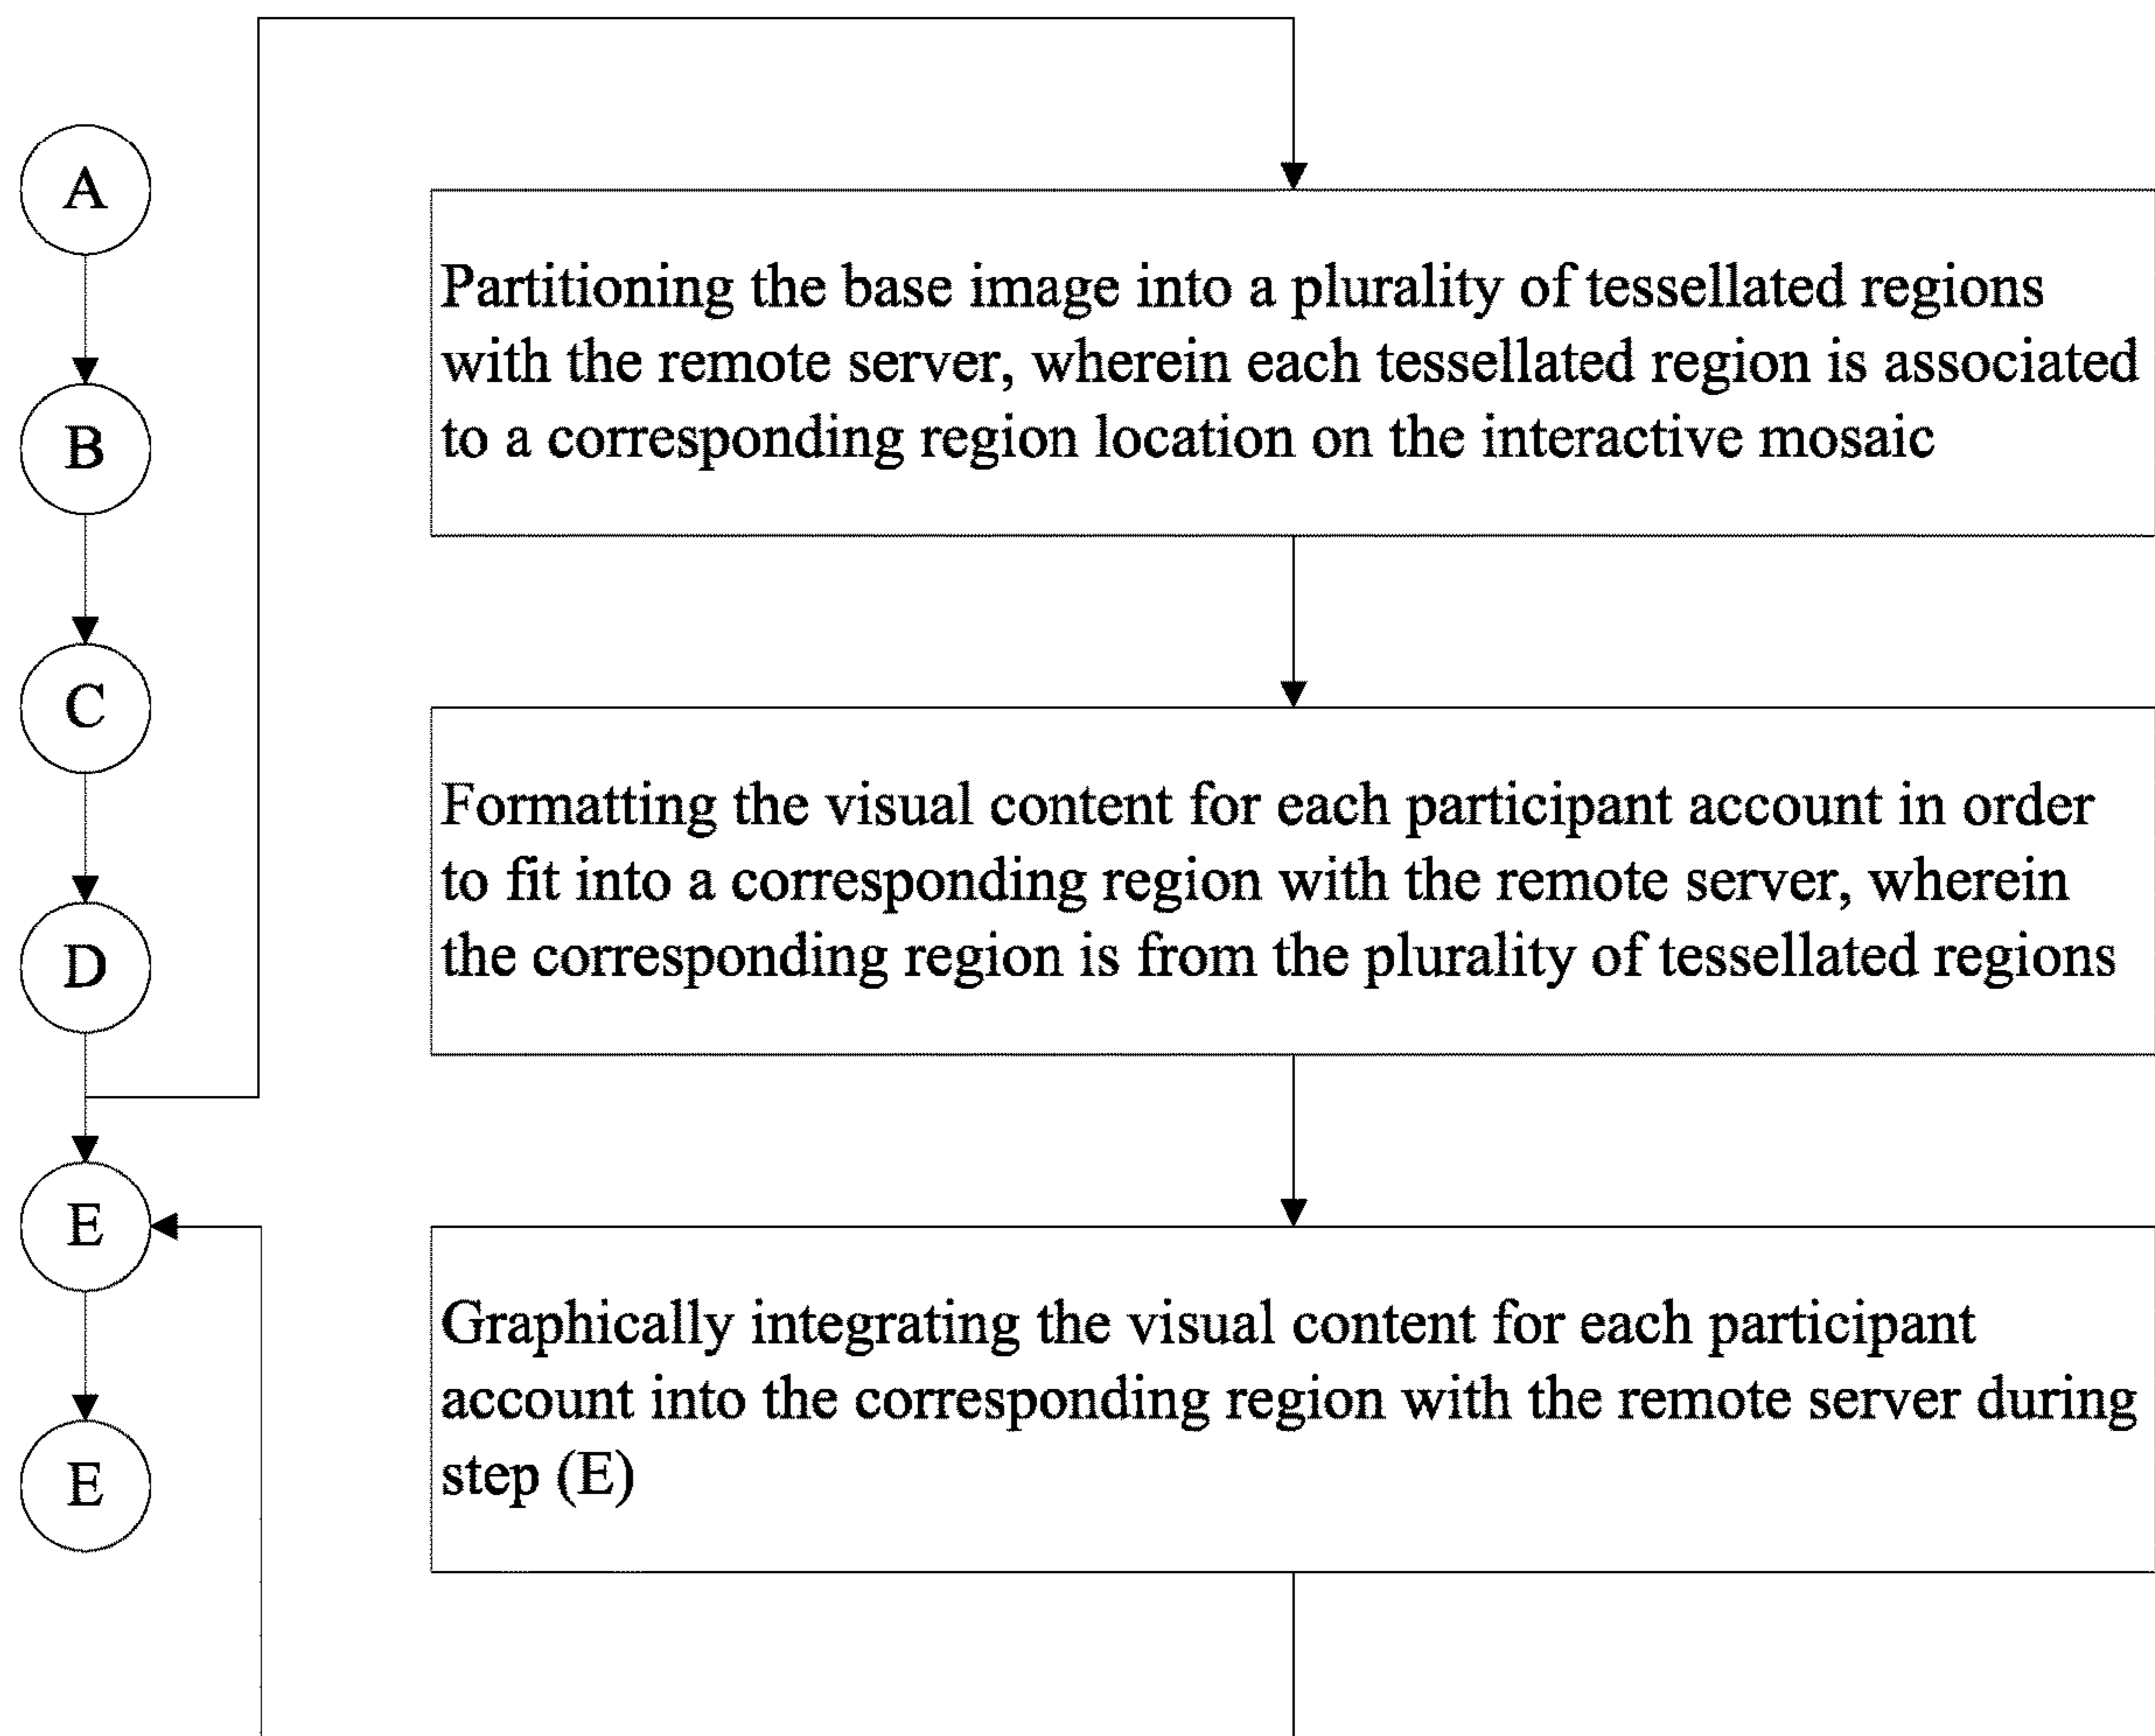 A
B
C
D
E
E
Partitioning the base image into a plurality of tessellated regions
with the remote server, wherein each tessellated region is associated
to a corresponding region location on the interactive mosaic
Formatting the visual content for each participant account in order
to fit into a corresponding region with the remote server, wherein
the corresponding region is from the plurality of tessellated regions
Graphically integrating the visual content for each participant
account into the corresponding region with the remote server during
step (E)